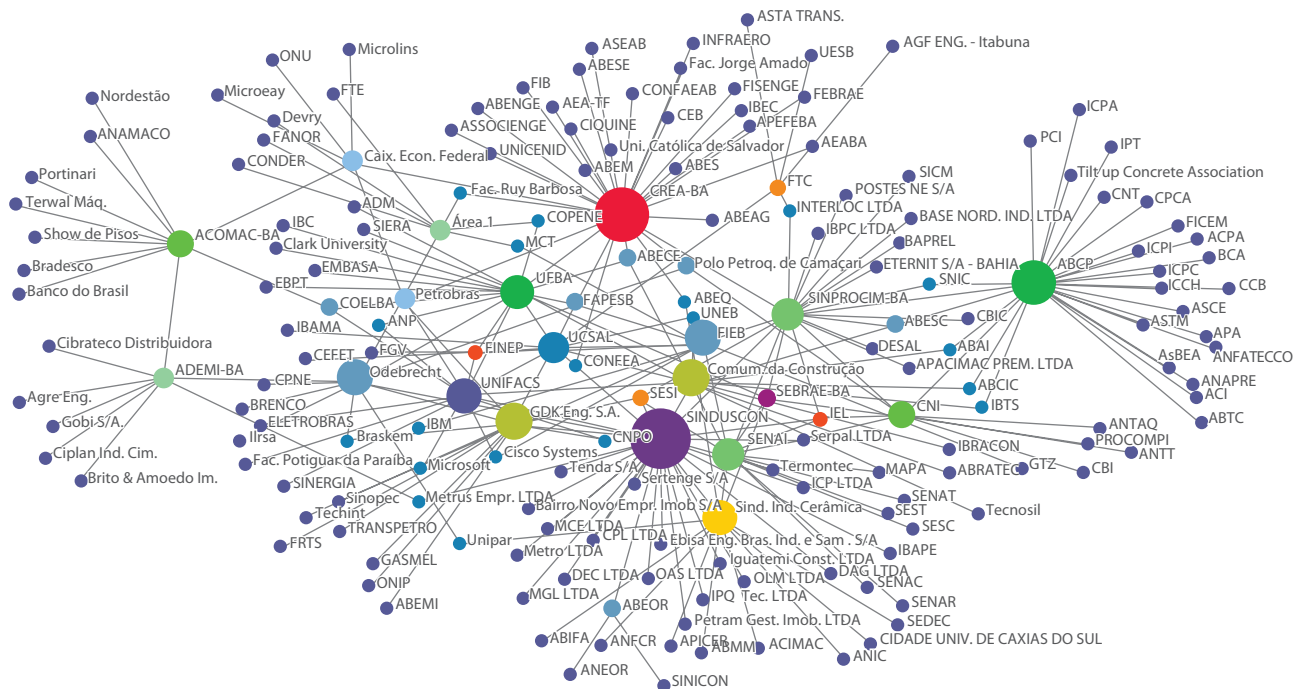 ASTA TRANS.
ONU
Microlins
ASEAB
INFRAERO
AGF ENG. - Itabuna
UESB
ABESE
Fac. Jorge Amado
Nordestão
Microeay
FTE
FIB
CONFAEAB
FISENGE
FEBRAE
ICPA
ANAMACO
Devry
ABENGE
AEA-TF
CEB
IBEC
FANOR
ASSOCIENGE
CIQUINE
APEFEBA
PCI
IPT
CONDER
Caix. Econ. Federal
UNICENID
Uni. Católica de Salvador
AEABA
Portinari
ABEM
ABES
SICM
Tilt up Concrete Association
Terwal Máq.
Fac. Ruy Barbosa
CREA-BA
FTC
POSTES NE S/A
CNT
CPCA
ADM
COPENE
INTERLOC LTDA
Show de Pisos
ACOMAC-BA
IBC
SIERA
Área 1
ABEAG
BASE NORD. IND. LTDA
FICEM
Clark University
MCT
IBPC LTDA
BAPREL
ICPI
ACPA
Bradesco
EMBASA
ABECE
Polo Petroq. de Camaçari
ETERNIT S/A - BAHIA
ABCP
ICPC
BCA
Banco do Brasil
EBPT
UFBA
SNIC
ICCH
CCB
COELBA
Petrobras
FAPESB
ABEQ
SINPROCIM-BA
ASCE
ANP
UNEB
ABESC
CBIC
ASTM
IBAMA
UCSAL
FIEB
APA
Cibrateco Distribuidora
CEFET
FGV
FINEP
DESAL
ABAI
ANFATECCO
CONEEA
APACIMAC PREM. LTDA
AsBEA
ADEMI-BA
CPNE
Odebrecht
Comum. da Construção
ABCIC
ANAPRE
Agre Eng.
BRENCO
UNIFACS
SESI
SEBRAE-BA
IBTS
ACI
Gobi S/A.
ELETROBRAS
GDK Eng. S.A.
SINDUSCON
IEL
CNI
ABTC
IBM
ANTAQ
Ilrsa
Braskem
CNPO
SENAI
Serpal LTDA
IBRACON
PROCOMPI
ANTT
Ciplan Ind. Cim.
Fac. Potiguar da Paraíba
Microsoft
Cisco Systems
Tenda S/A
Termontec
MAPA
ABRATEC
GTZ
CBI
Brito & Amoedo Im.
SINERGIA
Sertenge S/A
ICP LTDA
Sinopec
Metrus Empr. LTDA
Bairro Novo Empr. Imob S/A
Sind. Ind. Cerâmica
SENAT
Tecnosil
Techint
SEST
TRANSPETRO
MCE LTDA
CPL LTDA
SESC
FRTS
Unipar
Metro LTDA
Ebisa Eng. Bras. Ind. e Sam . S/A
IBAPE
GASMEL
Iguatemi Const. LTDA
DEC LTDA
OAS LTDA
OLM LTDA
DAG LTDA
ONIP
SENAC
ABEMI
MGL LTDA
ABEOR
IPQ Tec. LTDA
SENAR
Petram Gest. Imob. LTDA
SEDEC
ABIFA
ANFCR
APICER
ABMM
ACIMAC
CIDADE UNIV. DE CAXIAS DO SUL
ANIC
ANEOR
SINICON